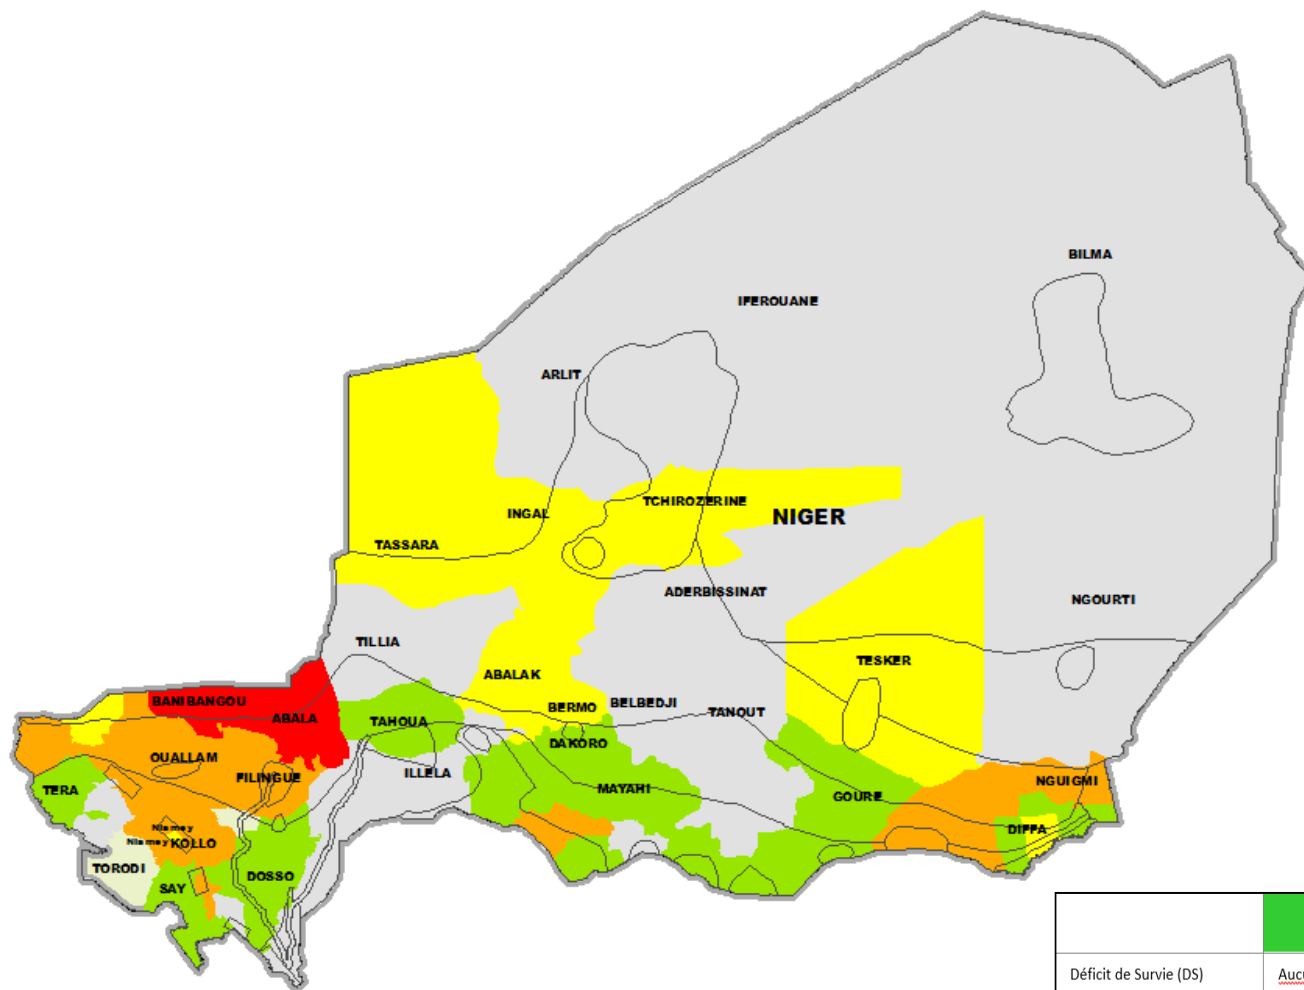 BILMA
IFEROUANE
ARLIT
TCHIROZERINE
INGAL
NIGER
TASSARA
ADERBISSINAT
NGOURTI
TILLIA
TESKER
ABALAK
BANIBANGOU
BELBEDJI
BERMO
TANOUT
ABALA
TAHOUA
DAKORO
OUALLAM
ILLELA
FILINGUE
NGUIGMI
MAYAHI
TERA
GOURE
Niamey
DIFFA
Niamey
KOLLO
TORODI
DOSSO
SAY
Déficit de Survie (DS)
Aucu